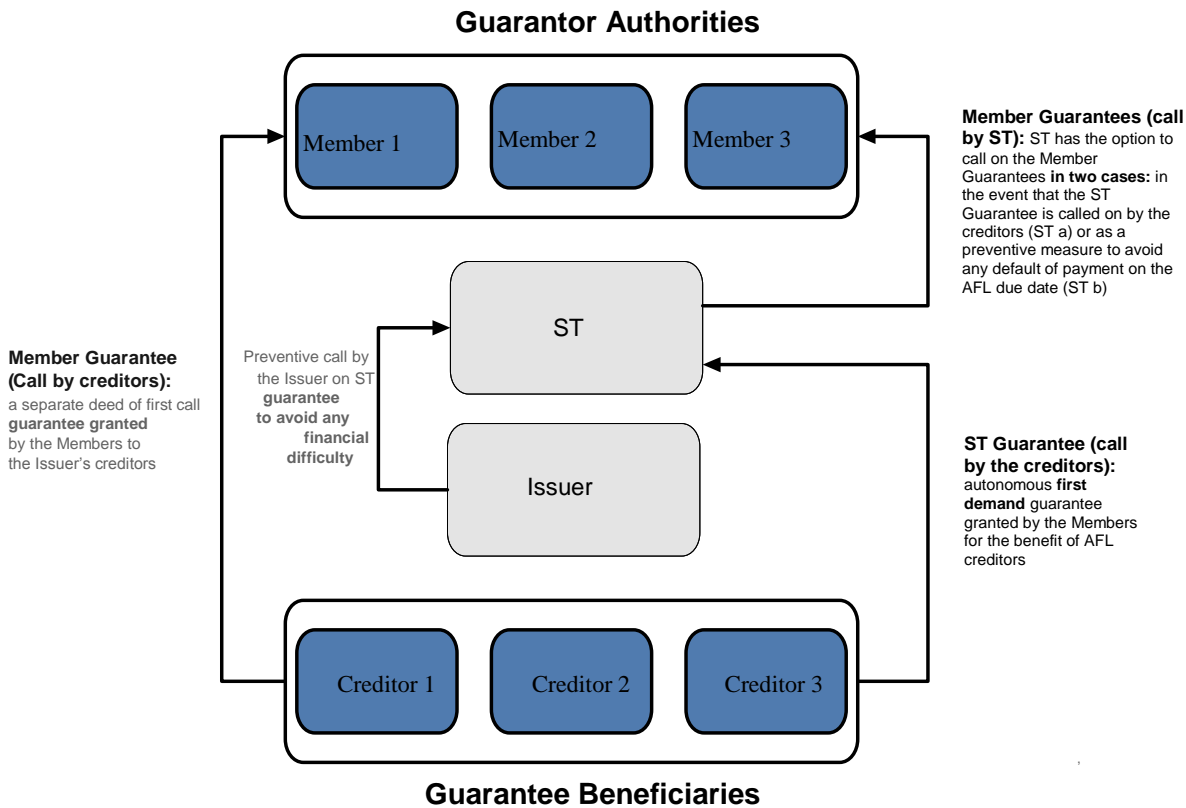 Guarantor Authorities
Member 1
Member 2
Member 3
Member Guarantees (call
by ST): ST has the option to
call on the Member
Guarantees in two cases: in
the event that the ST
Guarantee is called on by the
creditors (ST a) or as a
preventive measure to avoid
any default of payment on the
AFL due date (ST b)
ST
Member Guarantee
(Call by creditors):
a separate deed of first call
guarantee granted
by the Members to
the Issuer's creditors
Preventive call by
the Issuer on ST
guarantee
to avoid any
financial
difficulty
Issuer
ST Guarantee (call
by the creditors):
autonomous first
demand guarantee
granted by the Members
for the benefit of AFL
creditors
Creditor 1
Creditor 2
Creditor 3
,
Guarantee Beneficiaries